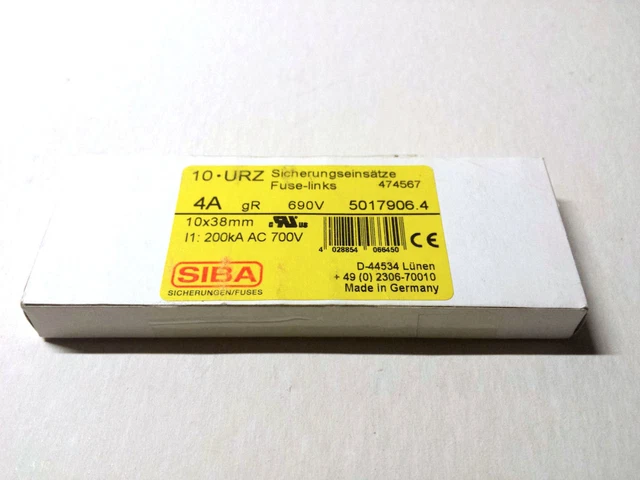 10 · URZ Sicherungseinsätze
Fuse-links 474567
4A gR 690V 5017906.4
10x38mm
I1: 200kA AC 700V
4 028854 066450
CE
SIBA
SICHERUNGEN/FUSES
D-44534 Lünen
+ 49 (0) 2306-70010
Made in Germany